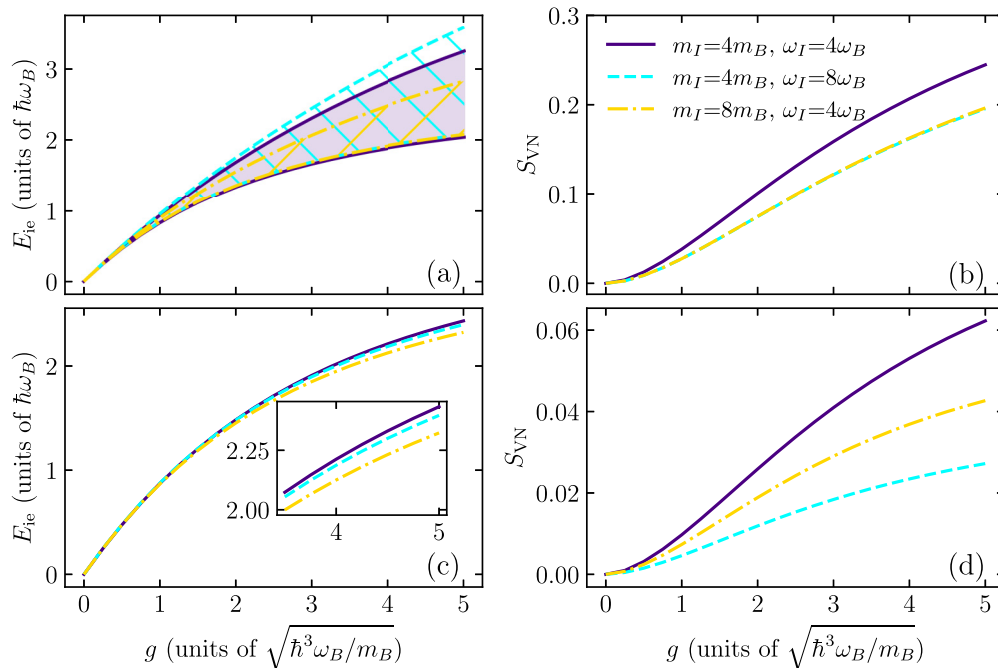 3
2
1
0
E_ie (units of ħω_B)
(a)
0.3
0.2
0.1
0.0
S_VN
m_I=4m_B, ω_I=4ω_B
m_I=4m_B, ω_I=8ω_B
m_I=8m_B, ω_I=4ω_B
(b)
2
1
0
E_ie (units of ħω_B)
2.25
2.00
4 5
(c)
0 1 2 3 4 5
g (units of √ħ³ω_B/m_B)
0.06
0.04
0.02
0.00
S_VN
(d)
0 1 2 3 4 5
g (units of √ħ³ω_B/m_B)